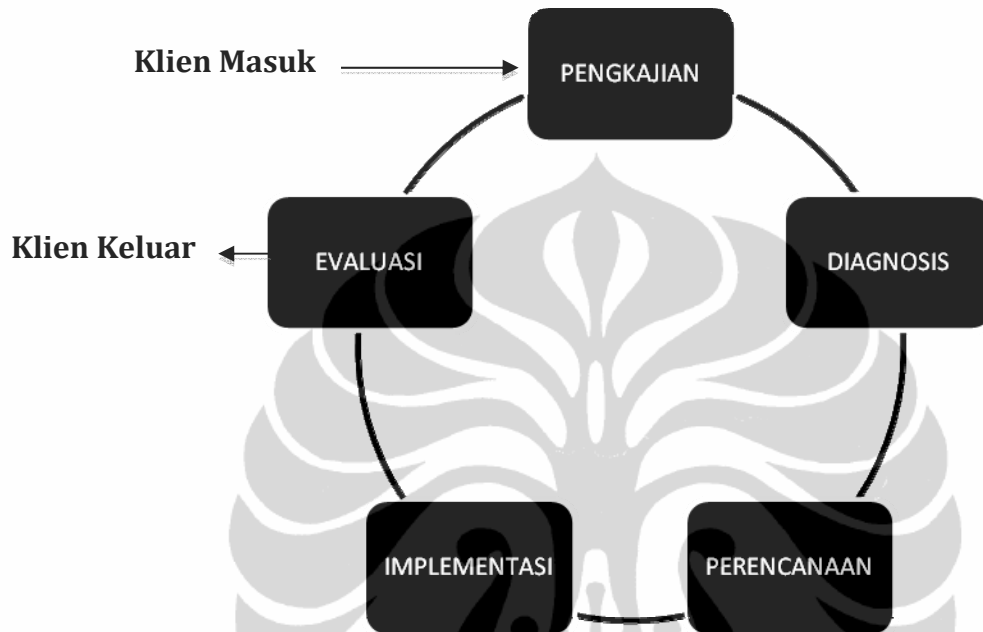 Klien Masuk
PENGKAJIAN
Klien Keluar
EVALUASI
DIAGNOSIS
IMPLEMENTASI
PERENCANAAN